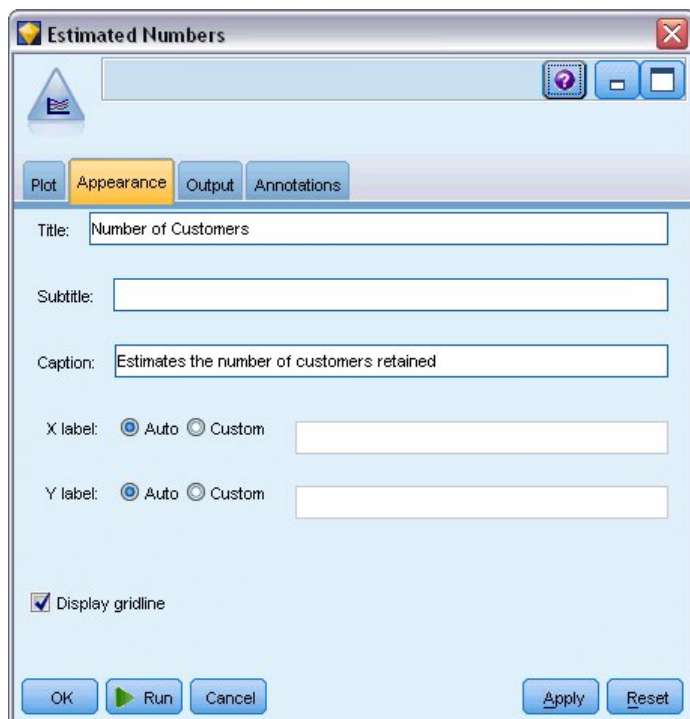 Estimated Numbers
Plot Appearance Output Annotations
Title: Number of Customers
Subtitle:
Caption: Estimates the number of customers retained
X label: Auto Custom
Y label: Auto Custom
Display gridline
OK Run Cancel Apply Reset